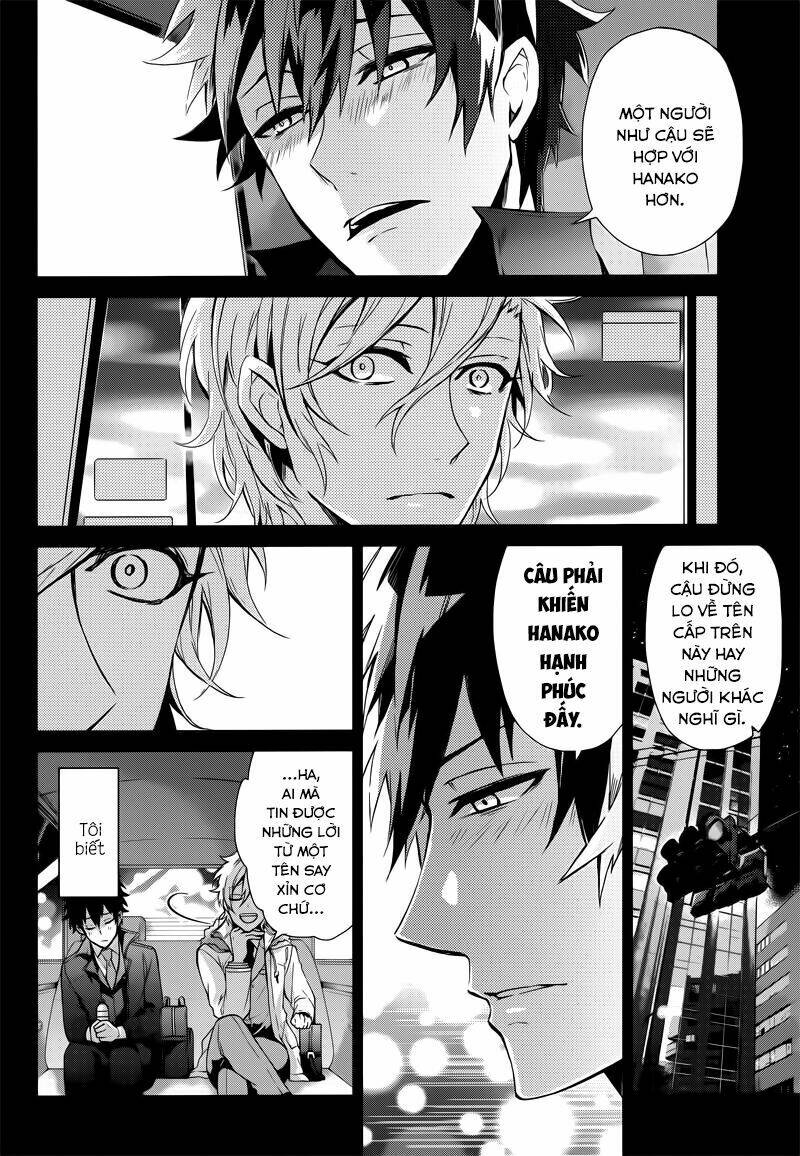 MỘT NGƯỜI
NHƯ CẬU SẼ
HỢP VỚI
HANAKO
HƠN.
KHI ĐÓ,
CẬU ĐỪNG
LO VỀ TÊN
CẤP TRÊN
NÀY HAY
NHỮNG
NGƯỜI KHÁC
NGHĨ GÌ.
CÂU PHẢI
KHIẾN
HANAKO
HẠNH
PHÚC
ĐẤY.
...HA,
AI MÀ
TIN ĐƯỢC
NHỮNG LỜI
TỪ MỘT
TÊN SAY
XỈN CƠ
CHỨ...
Tôi
biết